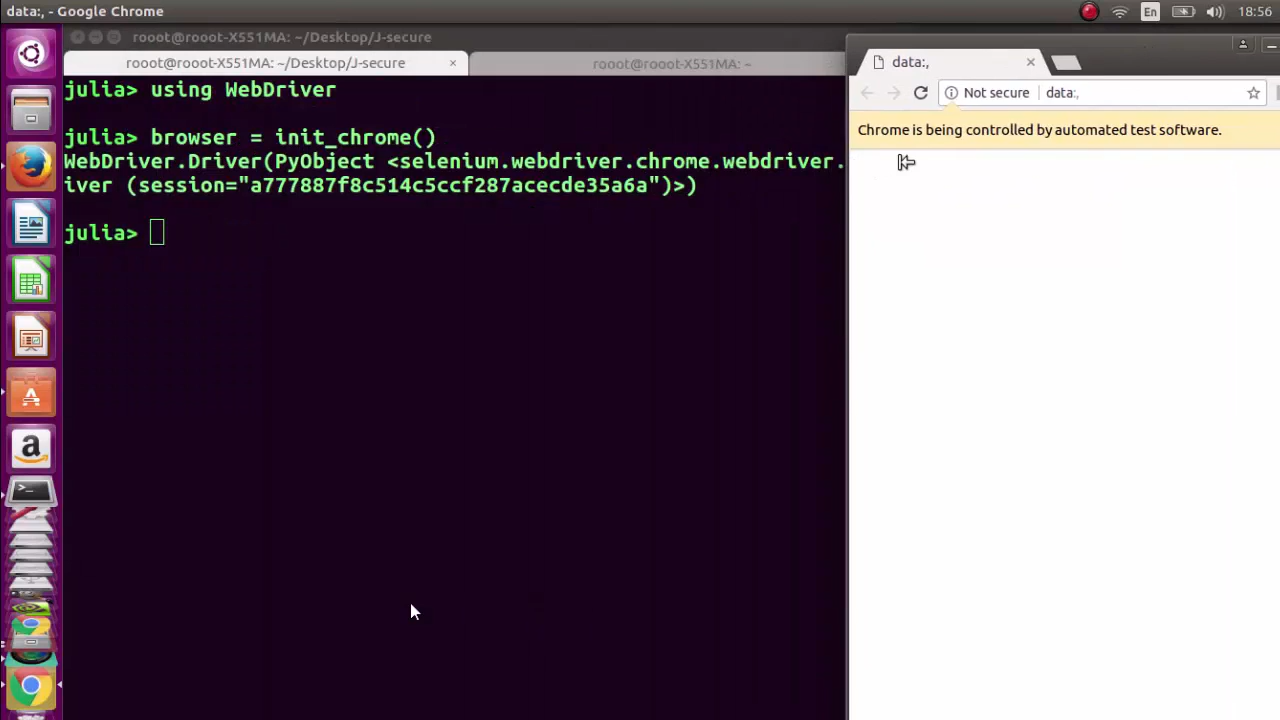 data:, - Google Chrome
En
18:56
rooot@rooot-X551MA: ~/Desktop/J-secure
rooot@rooot-X551MA: ~/Desktop/J-secure ×
rooot@rooot-X551MA: ~
julia> using WebDriver
julia> browser = init_chrome()
WebDriver.Driver(PyObject <selenium.webdriver.chrome.webdriver.
iver (session="a777887f8c514c5ccf287acecde35a6a")>)
julia>
data:, ×
Not secure
data:,
Chrome is being controlled by automated test software.